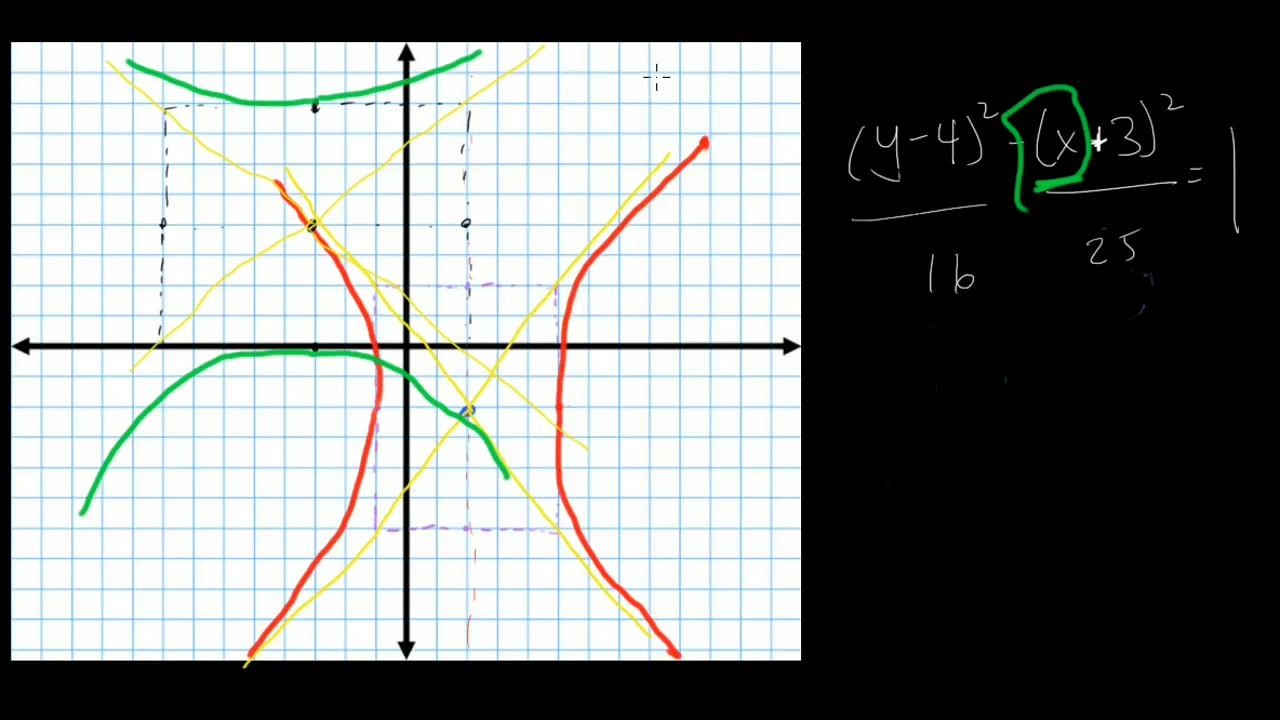 (y-4)² - (x+3)² = 1
16 25